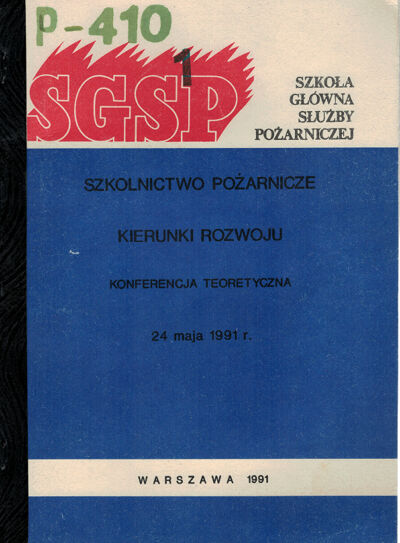 P-410
1
SGSP
SZKOŁA
GŁÓWNA
SŁUŻBY
POŻARNICZEJ
SZKOLNICTWO POŻARNICZE
KIERUNKI ROZWOJU
KONFERENCJA TEORETYCZNA
24 maja 1991 r.
WARSZAWA 1991